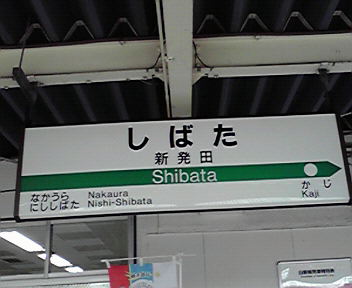 しばた
新発田
Shibata
なかうら Nakaura
にししばた Nishi-Shibata
かじ
Kaji